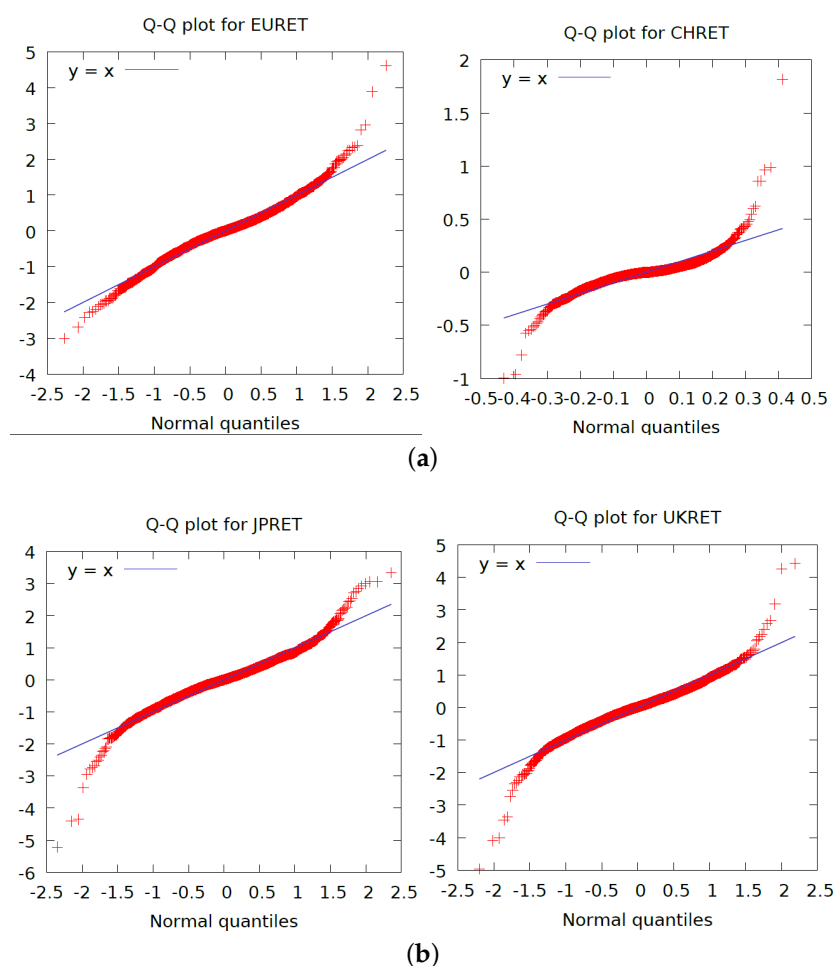 Q-Q plot for EURET
y = x
5
4
3
2
1
0
-1
-2
-3
-4
-2.5 -2 -1.5 -1 -0.5 0 0.5 1 1.5 2 2.5
Normal quantiles
Q-Q plot for CHRET
y = x
2
1.5
1
0.5
0
-0.5
-1
-0.5-0.4-0.3-0.2-0.1 0 0.1 0.2 0.3 0.4 0.5
Normal quantiles
(a)
Q-Q plot for JPRET
y = x
4
3
2
1
0
-1
-2
-3
-4
-5
-6
-2.5 -2 -1.5 -1 -0.5 0 0.5 1 1.5 2 2.5
Normal quantiles
Q-Q plot for UKRET
y = x
5
4
3
2
1
0
-1
-2
-3
-4
-5
-2.5 -2 -1.5 -1 -0.5 0 0.5 1 1.5 2 2.5
Normal quantiles
(b)